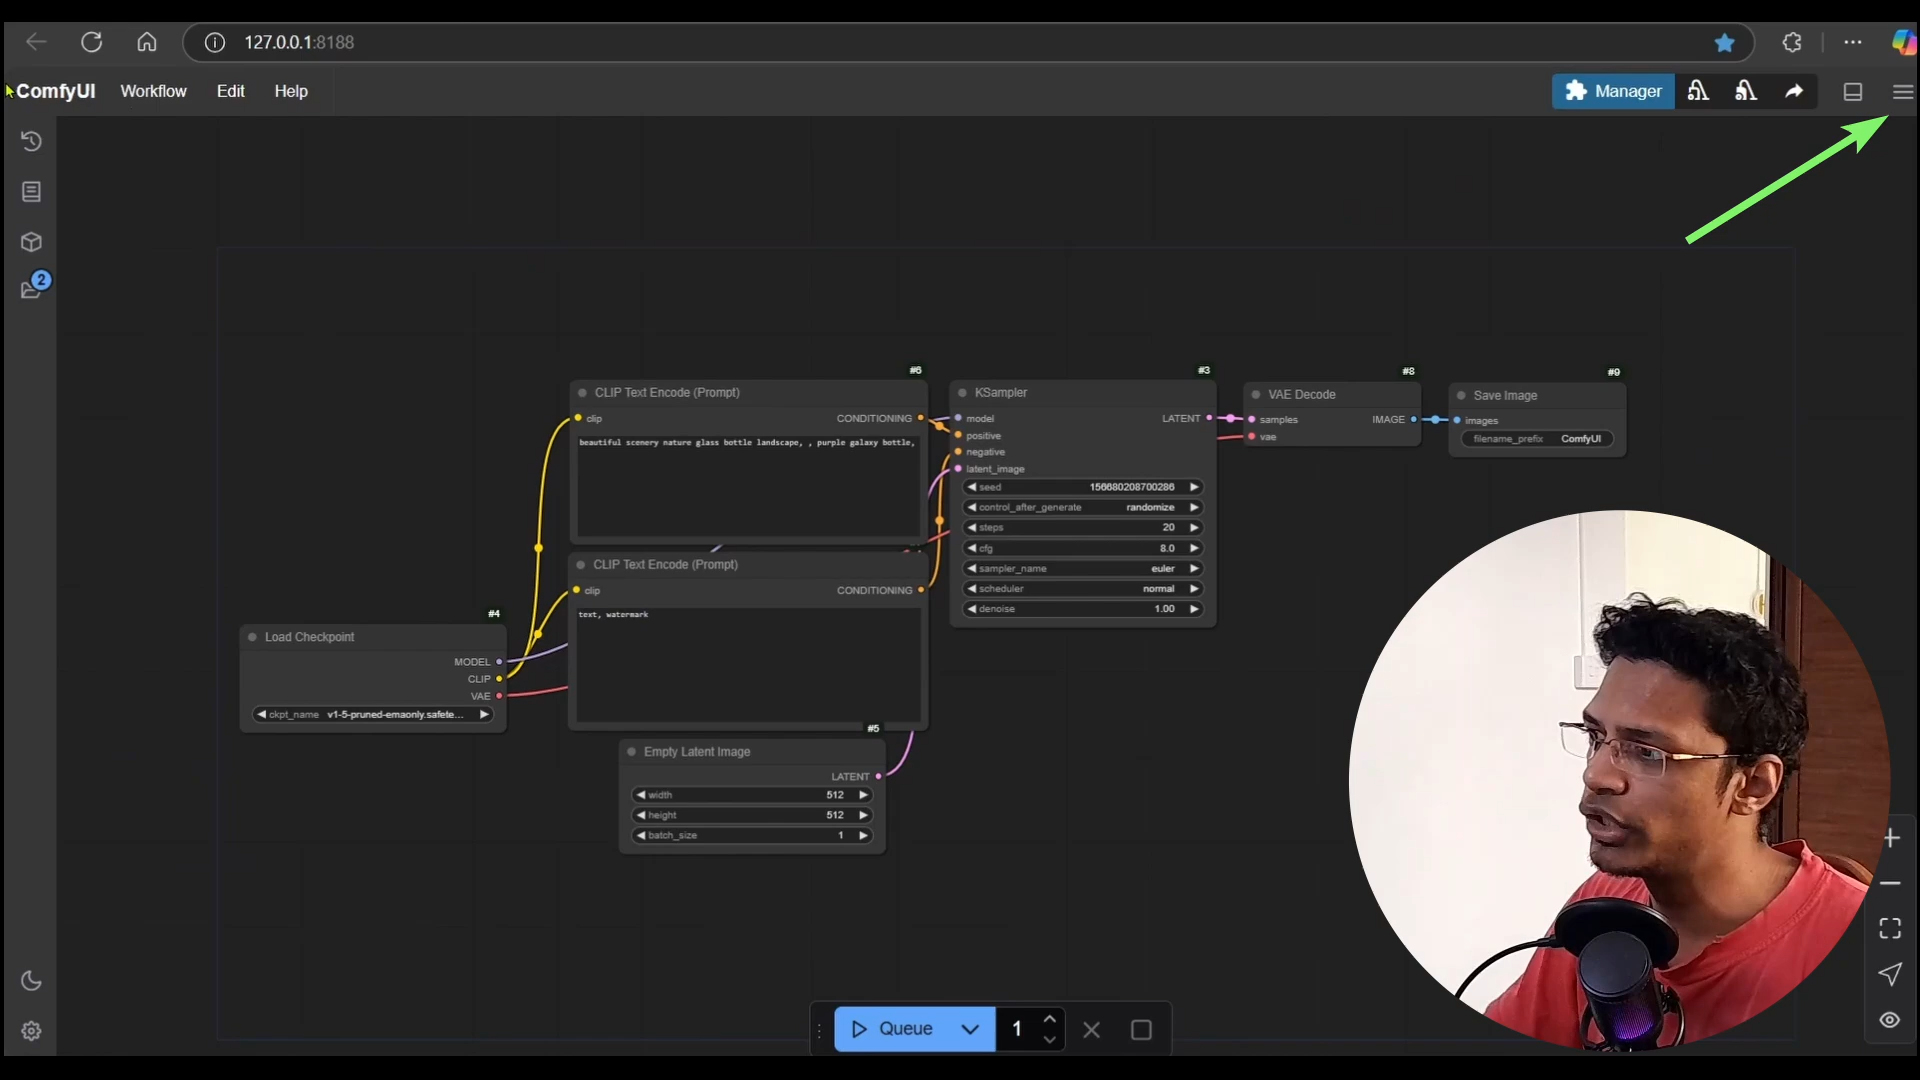 127.0.0.1:8188
ComfyUI
Workflow
Edit
Help
Manager
2
#6
CLIP Text Encode (Prompt)
clip
CONDITIONING
beautiful scenery nature glass bottle landscape, , purple galaxy bottle,
#3
KSampler
model
LATENT
positive
negative
latent_image
seed 156680208700286
control_after_generate randomize
steps 20
cfg 8.0
sampler_name euler
scheduler normal
denoise 1.00
#8
VAE Decode
samples
IMAGE
vae
#9
Save Image
images
filename_prefix ComfyUI
CLIP Text Encode (Prompt)
clip
CONDITIONING
text, watermark
#4
Load Checkpoint
MODEL
CLIP
VAE
ckpt_name v1-5-pruned-emaonly.safete...
#5
Empty Latent Image
LATENT
width 512
height 512
batch_size 1
Queue
1